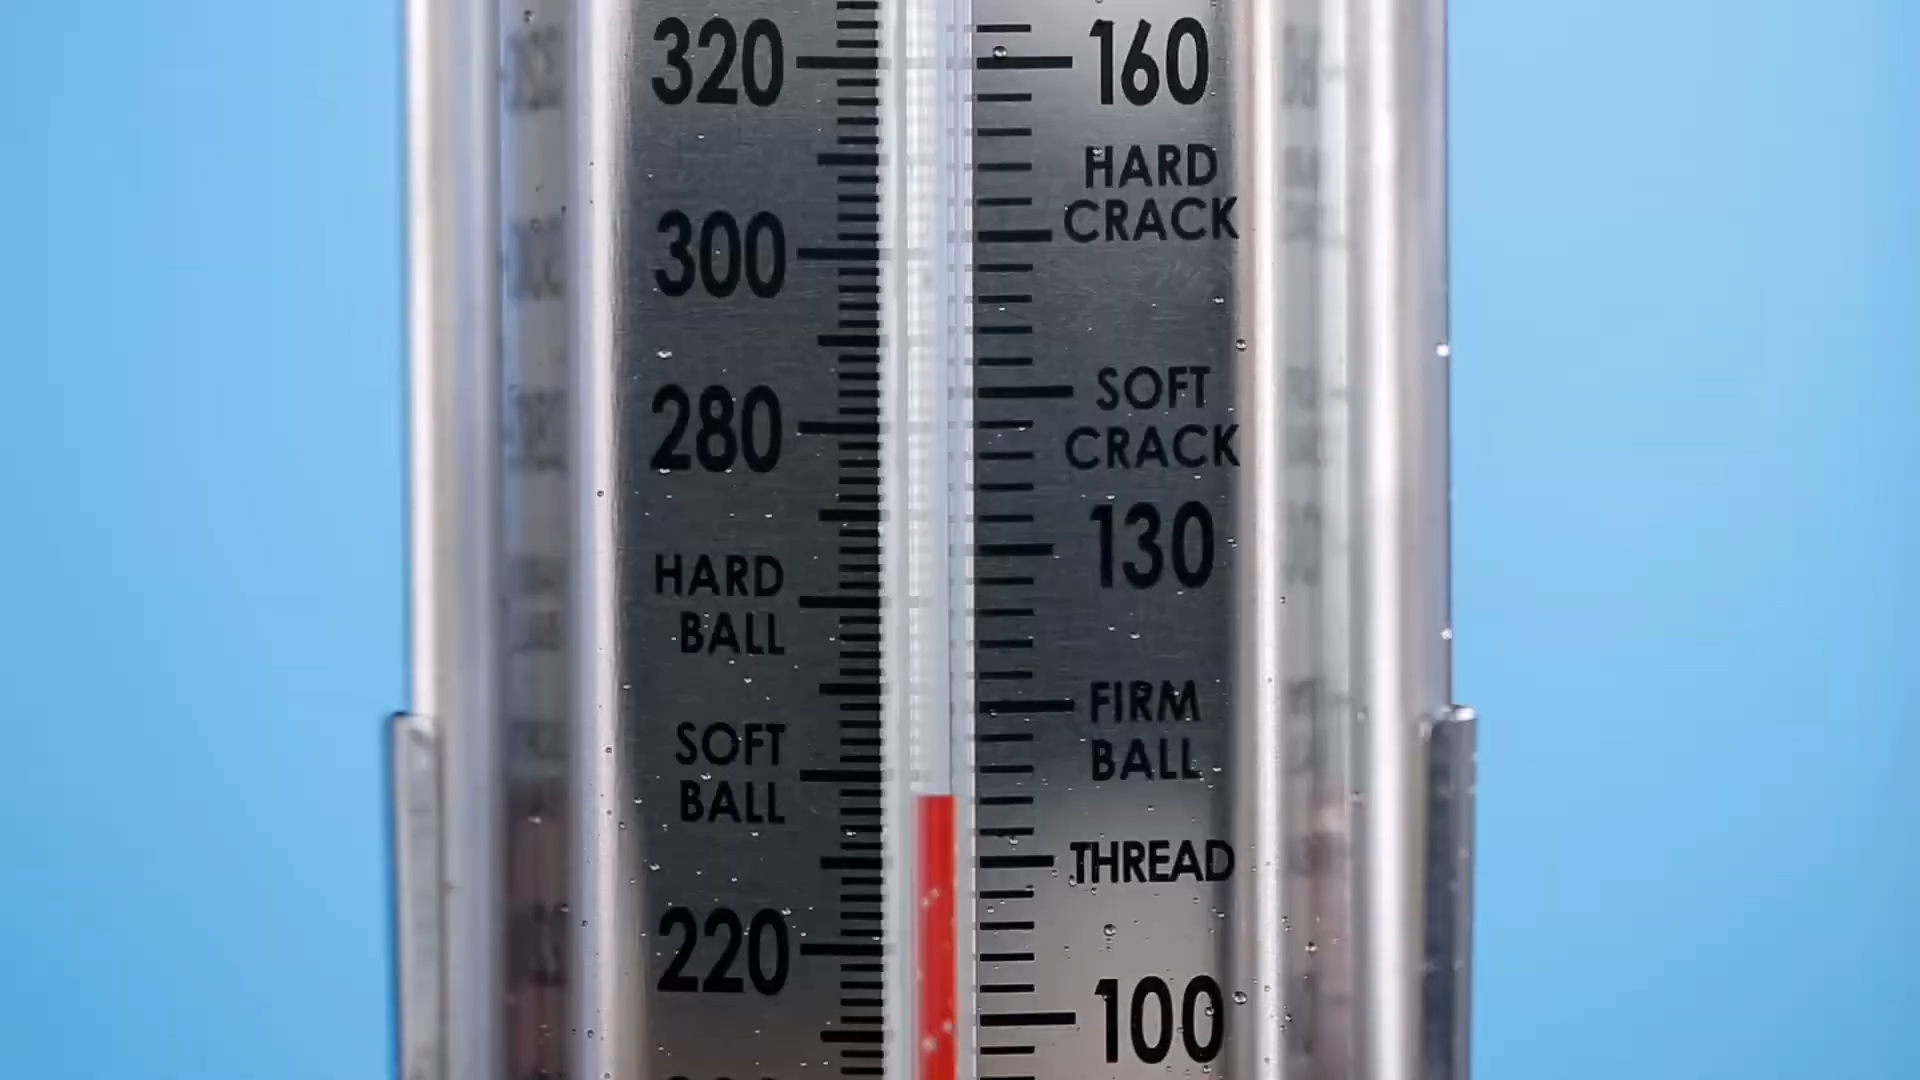 320
160
HARD
CRACK
300
280
SOFT
CRACK
130
HARD
BALL
FIRM
BALL
SOFT
BALL
THREAD
220
100